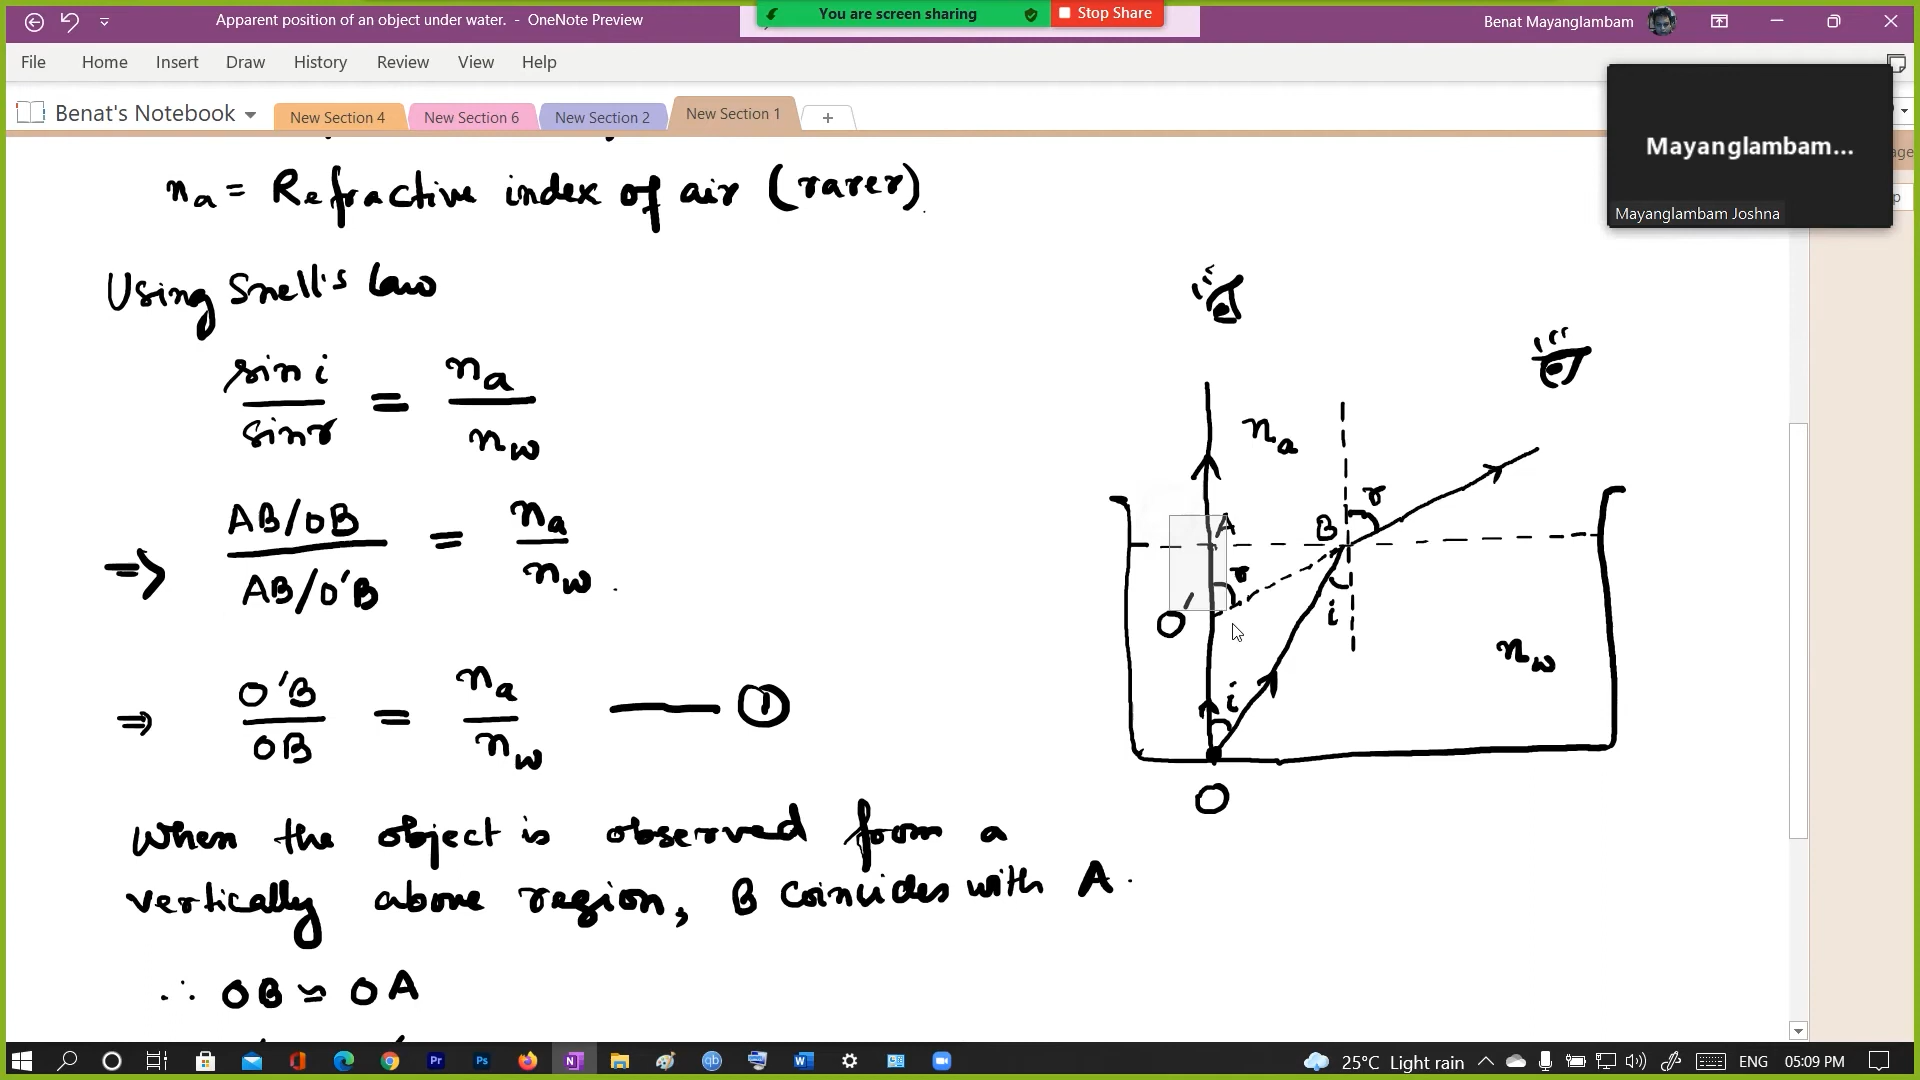 Apparent position of an object under water. - OneNote Preview
You are screen sharing
Stop Share
Benat Mayanglambam
File Home Insert Draw History Review View Help
Benat's Notebook
New Section 4
New Section 6
New Section 2
New Section 1
+
Mayanglambam...
Mayanglambam Joshna
age
p
na = Refractive index of air (rarer).
Using Snell's law
sin i / sin r = na / nw
⇒ AB/OB / AB/O'B = na / nw .
⇒ O'B / OB = na / nw —— ①
When the object is observed from a
vertically above region, B coincides with A.
∴ OB ≃ OA
na
r
A
B
r
O'
i
nw
i
O
25°C Light rain
ENG
05:09 PM